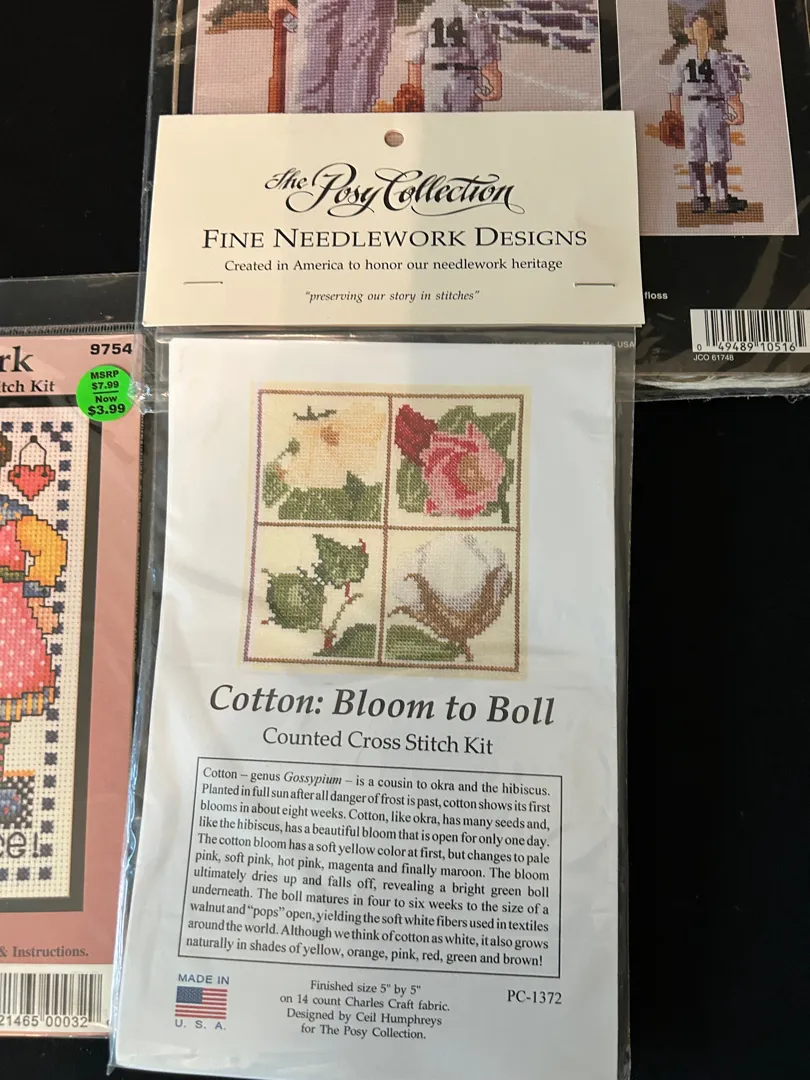 14
14
The Posy Collection
FINE NEEDLEWORK DESIGNS
Created in America to honor our needlework heritage
"preserving our story in stitches"
floss
0 49489 10516
JCO 61748
Made in USA
rk
9754
itch Kit
MSRP
$7.99
Now
$3.99
ce!
& Instructions.
21465 00032
Cotton: Bloom to Boll
Counted Cross Stitch Kit
Cotton – genus Gossypium – is a cousin to okra and the hibiscus.
Planted in full sun after all danger of frost is past, cotton shows its first
blooms in about eight weeks. Cotton, like okra, has many seeds and,
like the hibiscus, has a beautiful bloom that is open for only one day.
The cotton bloom has a soft yellow color at first, but changes to pale
pink, soft pink, hot pink, magenta and finally maroon. The bloom
ultimately dries up and falls off, revealing a bright green boll
underneath. The boll matures in four to six weeks to the size of a
walnut and "pops" open, yielding the soft white fibers used in textiles
around the world. Although we think of cotton as white, it also grows
naturally in shades of yellow, orange, pink, red, green and brown!
MADE IN
U. S. A.
Finished size 5" by 5"
on 14 count Charles Craft fabric.
Designed by Ceil Humphreys
for The Posy Collection.
PC-1372